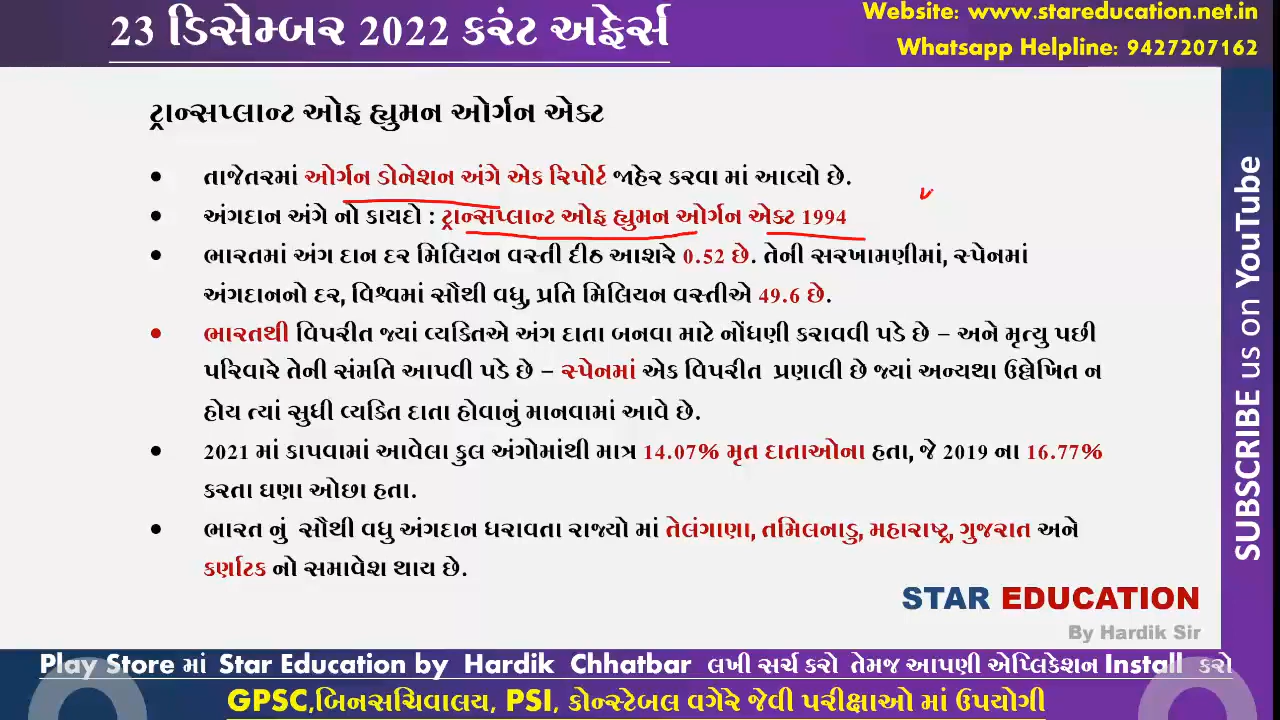 23 ડિસેમ્બર 2022 કરંટ અફેર્સ
Website: www.stareducation.net.in
Whatsapp Helpline: 9427207162
ટ્રાન્સપ્લાન્ટ ઓફ હ્યુમન ઓર્ગન એક્ટ
• તાજેતરમાં ઓર્ગન ડોનેશન અંગે એક રિપોર્ટ જાહેર કરવા માં આવ્યો છે.
• અંગદાન અંગે નો કાયદો : ટ્રાન્સપ્લાન્ટ ઓફ હ્યુમન ઓર્ગન એક્ટ 1994
• ભારતમાં અંગ દાન દર મિલિયન વસ્તી દીઠ આશરે 0.52 છે. તેની સરખામણીમાં, સ્પેનમાં
અંગદાનનો દર, વિશ્વમાં સૌથી વધુ, પ્રતિ મિલિયન વસ્તીએ 49.6 છે.
• ભારતથી વિપરીત જ્યાં વ્યક્તિએ અંગ દાતા બનવા માટે નોંધણી કરાવવી પડે છે – અને મૃત્યુ પછી
પરિવારે તેની સંમતિ આપવી પડે છે – સ્પેનમાં એક વિપરીત પ્રણાલી છે જ્યાં અન્યથા ઉલ્લેખિત ન
હોય ત્યાં સુધી વ્યક્તિ દાતા હોવાનું માનવામાં આવે છે.
• 2021 માં કાપવામાં આવેલા કુલ અંગોમાંથી માત્ર 14.07% મૃત દાતાઓના હતા, જે 2019 ના 16.77%
કરતા ઘણા ઓછા હતા.
• ભારત નું સૌથી વધુ અંગદાન ધરાવતા રાજ્યો માં તેલંગાણા, તમિલનાડુ, મહારાષ્ટ્ર, ગુજરાત અને
કર્ણાટક નો સમાવેશ થાય છે.
SUBSCRIBE us on YouTube
STAR EDUCATION
By Hardik Sir
Play Store માં Star Education by Hardik Chhatbar લખી સર્ચ કરો તેમજ આપણી એપ્લિકેશન Install કરો
GPSC,બિનસચિવાલય, PSI, કોન્સ્ટેબલ વગેરે જેવી પરીક્ષાઓ માં ઉપયોગી